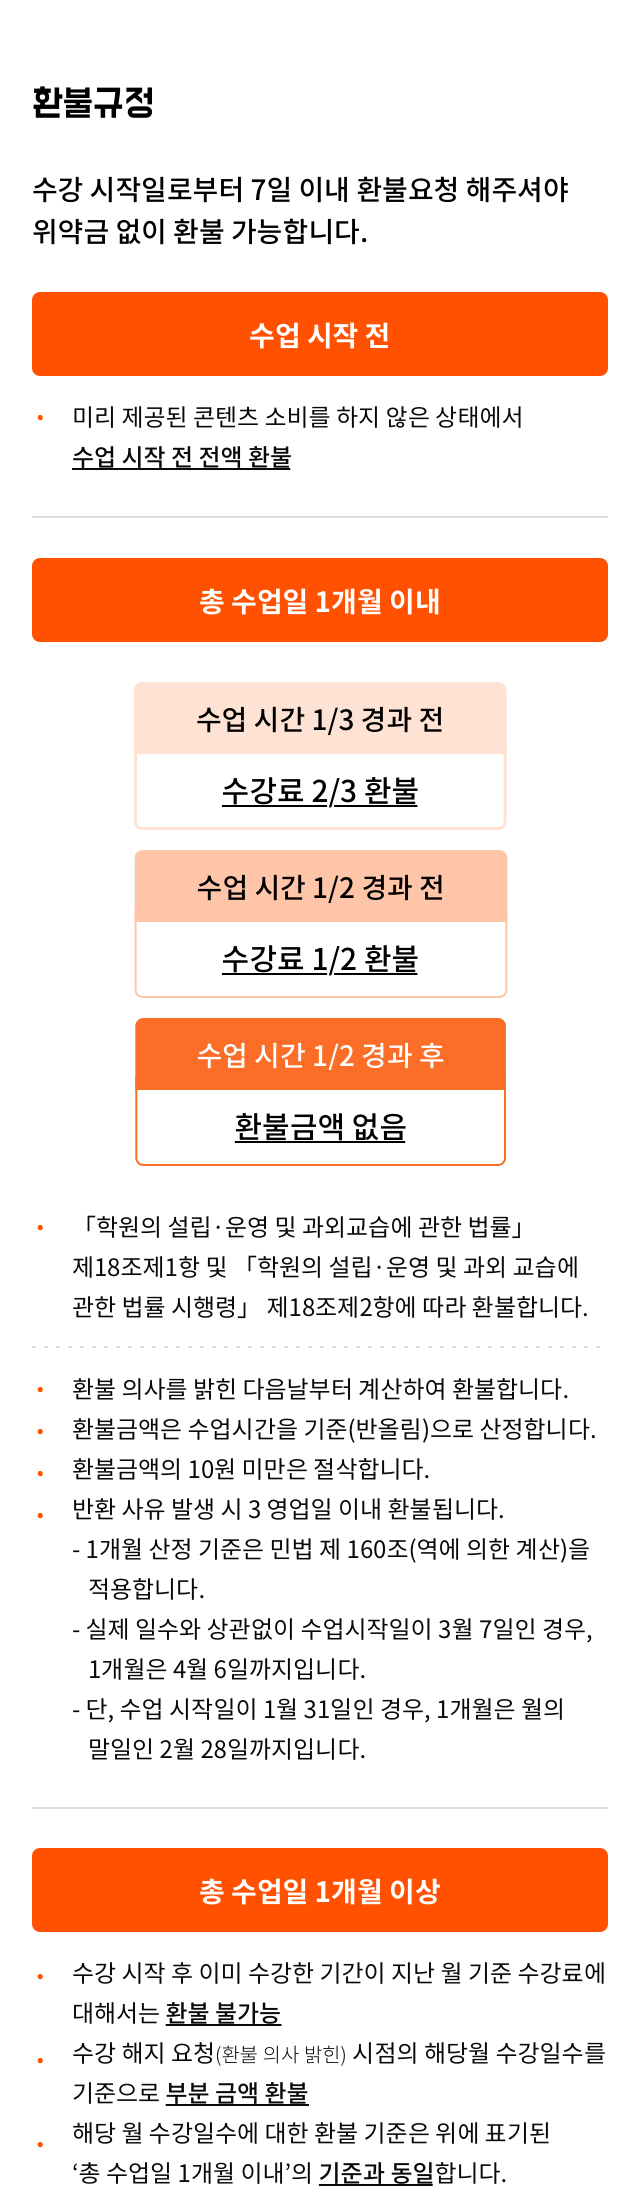 환불규정
수강 시작일로부터 7일 이내 환불요청 해주셔야
위약금 없이 환불 가능합니다.
수업 시작 전
• 미리 제공된 콘텐츠 소비를 하지 않은 상태에서
수업 시작 전 전액 환불
총 수업일 1개월 이내
수업 시간 1/3 경과 전
수강료 2/3 환불
수업 시간 1/2 경과 전
수강료 1/2 환불
수업 시간 1/2 경과 후
환불금액 없음
• 「학원의 설립·운영 및 과외교습에 관한 법률」
제18조제1항 및 「학원의 설립·운영 및 과외 교습에
관한 법률 시행령」 제18조제2항에 따라 환불합니다.
• 환불 의사를 밝힌 다음날부터 계산하여 환불합니다.
• 환불금액은 수업시간을 기준(반올림)으로 산정합니다.
• 환불금액의 10원 미만은 절삭합니다.
• 반환 사유 발생 시 3 영업일 이내 환불됩니다.
- 1개월 산정 기준은 민법 제 160조(역에 의한 계산)을
적용합니다.
- 실제 일수와 상관없이 수업시작일이 3월 7일인 경우,
1개월은 4월 6일까지입니다.
- 단, 수업 시작일이 1월 31일인 경우, 1개월은 월의
말일인 2월 28일까지입니다.
총 수업일 1개월 이상
• 수강 시작 후 이미 수강한 기간이 지난 월 기준 수강료에
대해서는 환불 불가능
• 수강 해지 요청(환불 의사 밝힌) 시점의 해당월 수강일수를
기준으로 부분 금액 환불
• 해당 월 수강일수에 대한 환불 기준은 위에 표기된
‘총 수업일 1개월 이내’의 기준과 동일합니다.